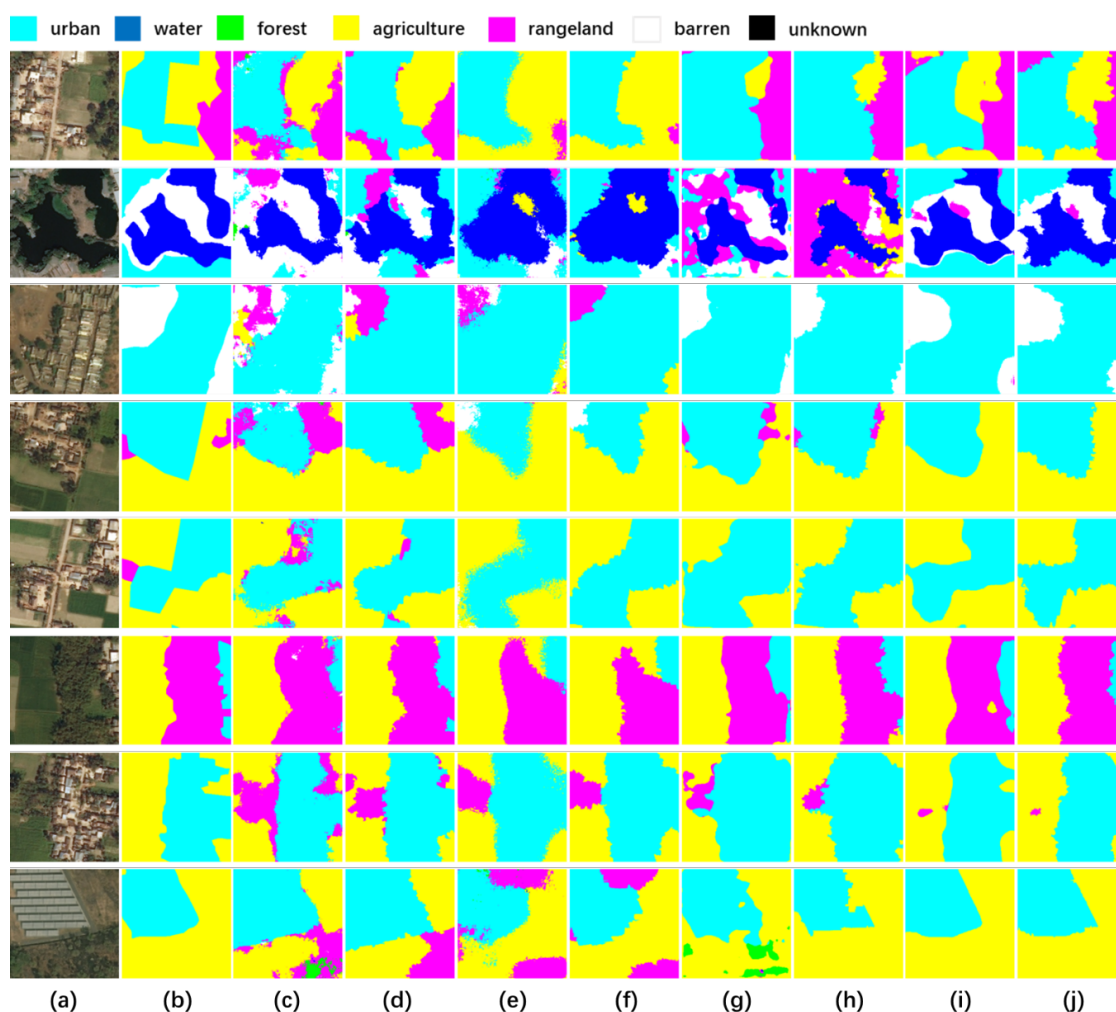 urban water forest agriculture rangeland barren unknown
(a) (b) (c) (d) (e) (f) (g) (h) (i) (j)